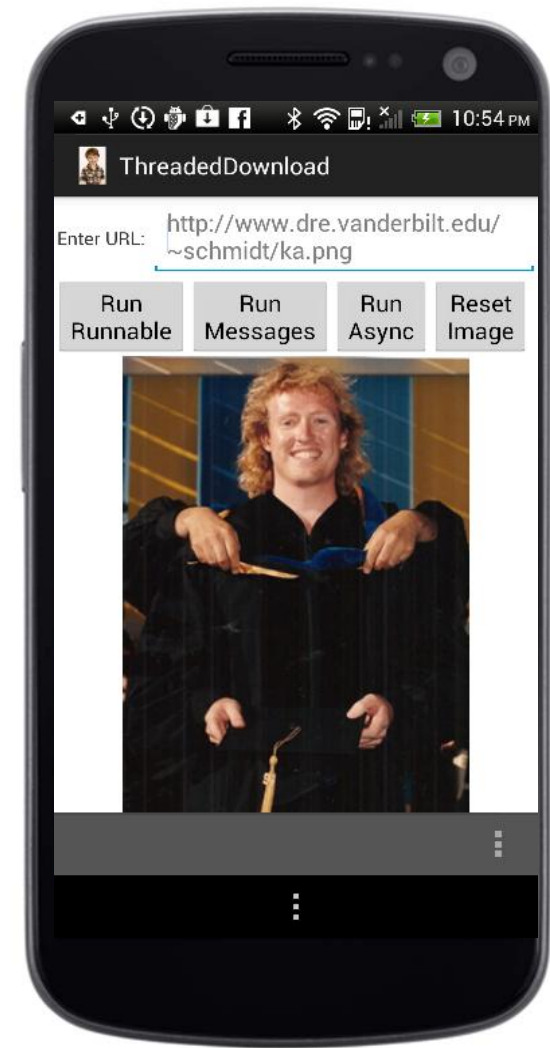 10:54 PM
ThreadedDownload
Enter URL:
http://www.dre.vanderbilt.edu/
~schmidt/ka.png
Run Runnable
Run Messages
Run Async
Reset Image